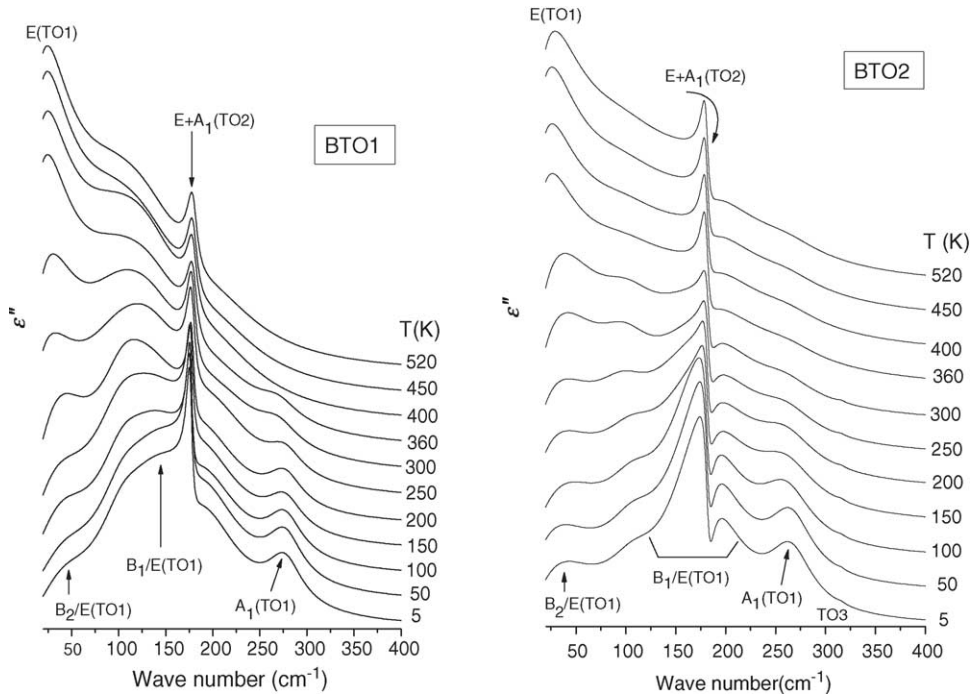 E(TO1)
E+A1(TO2)
BTO1
ε"
T(K)
520
450
400
360
300
250
200
150
100
50
5
B1/E(TO1)
B2/E(TO1)
A1(TO1)
50 100 150 200 250 300 350 400
Wave number (cm-1)
E(TO1)
E+A1(TO2)
BTO2
ε"
T (K)
520
450
400
360
300
250
200
150
100
50
5
B1/E(TO1)
B2/E(TO1)
A1(TO1)
TO3
50 100 150 200 250 300 350 400
Wave number(cm-1)